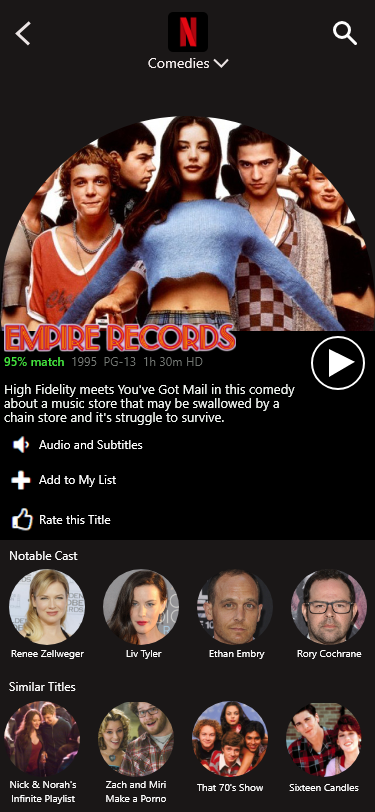 N
Comedies
EMPIRE RECORDS
95% match 1995 PG-13 1h 30m HD
High Fidelity meets You've Got Mail in this comedy
about a music store that may be swallowed by a
chain store and it's struggle to survive.
Audio and Subtitles
Add to My List
Rate this Title
Notable Cast
Renee Zellweger Liv Tyler Ethan Embry Rory Cochrane
Similar Titles
Nick & Norah's Zach and Miri That 70's Show Sixteen Candles
Infinite Playlist Make a Porno